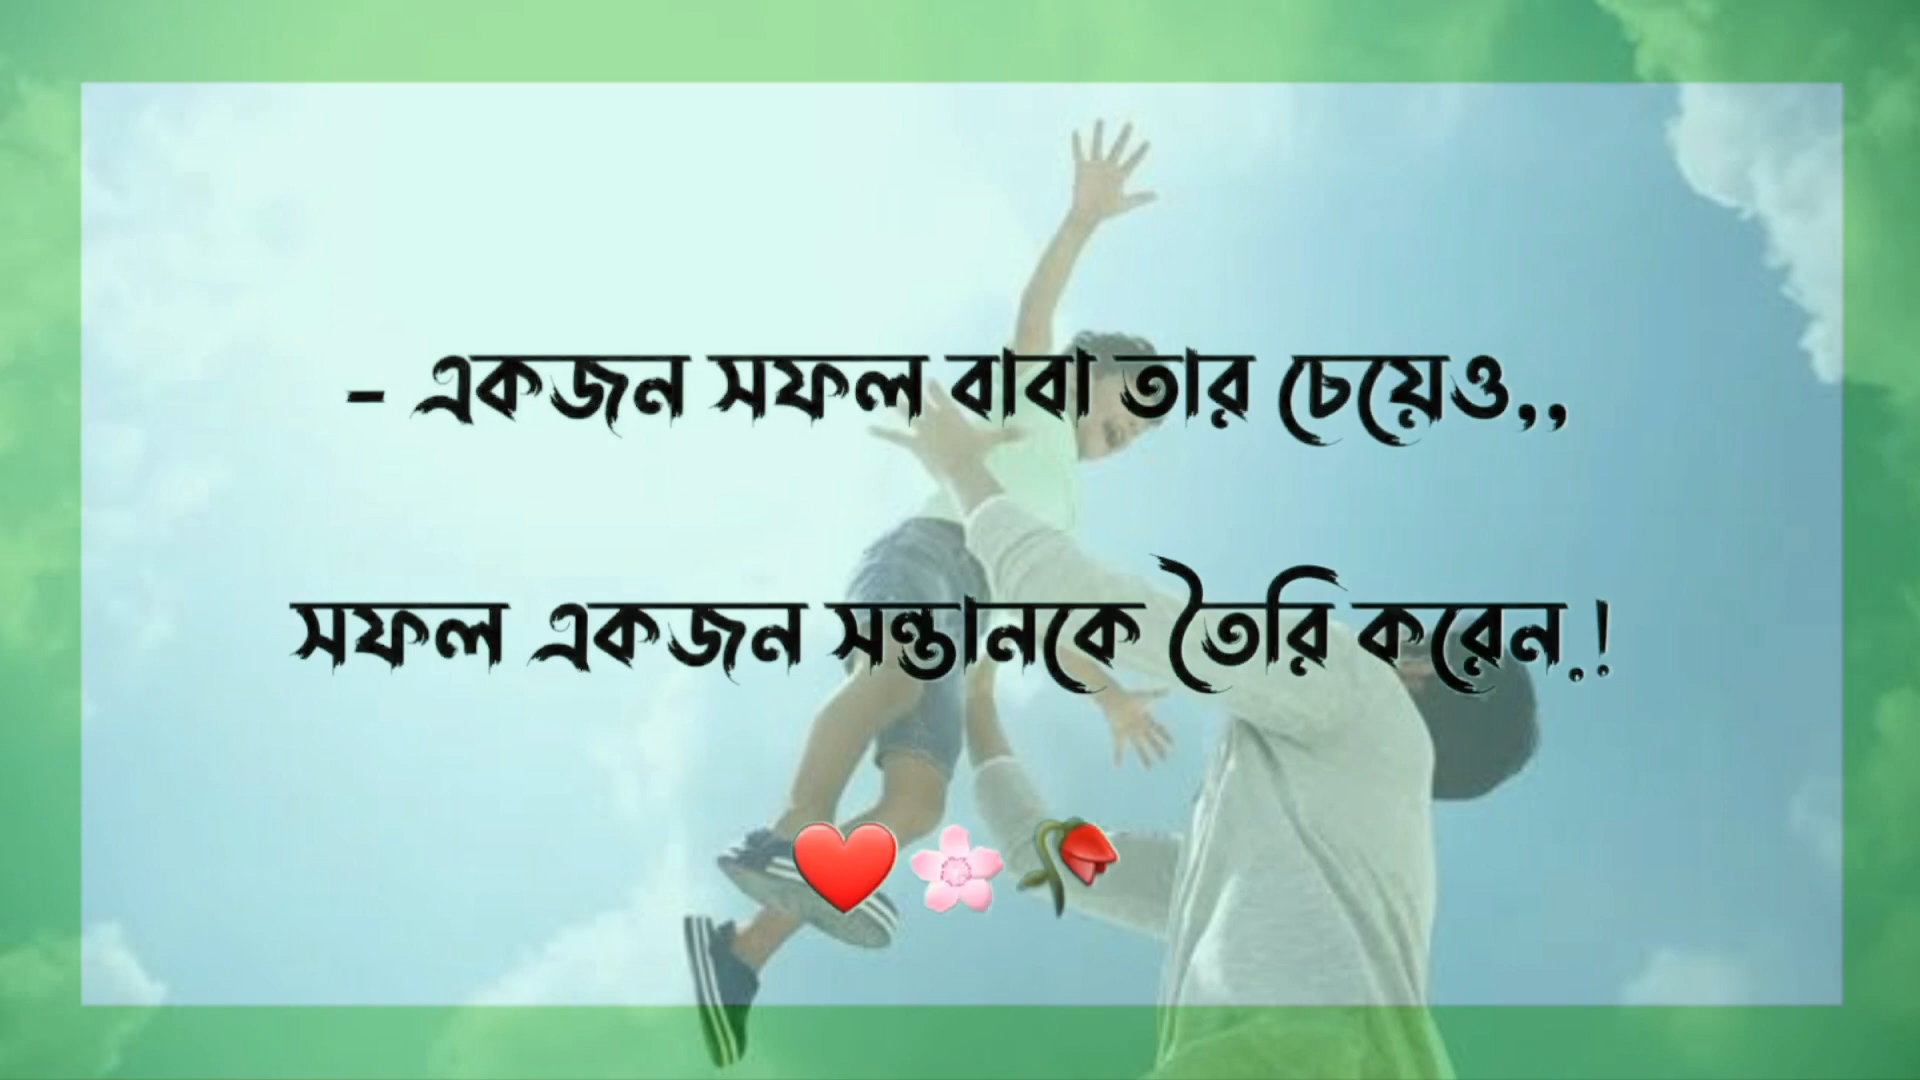 - একজন সফল বাবা তার চেয়েও,,
সফল একজন সন্তানকে তৈরি করেন.!